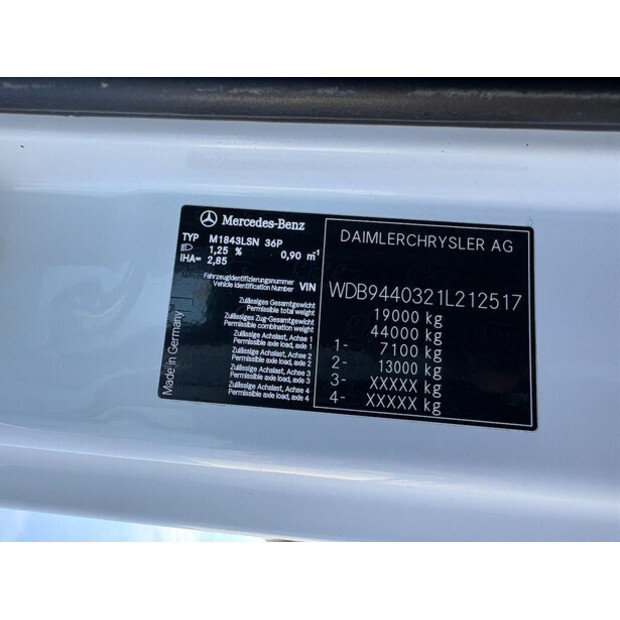 Mercedes-Benz
TYP M1843LSN 36P
1,25 % 0,90 m⁻¹
IHA= 2,85
Fahrzeugidentifizierungsnummer
Vehicle Identification Number VIN
Zulässiges Gesamtgewicht
Permissible total weight
Zulässiges Zug-Gesamtgewicht
Permissible combination weight
Zulässige Achslast, Achse 1
Permissible axle load, axle 1
Zulässige Achslast, Achse 2
Permissible axle load, axle 2
Zulässige Achslast, Achse 3
Permissible axle load, axle 3
Zulässige Achslast, Achse 4
Permissible axle load, axle 4
Made in Germany
DAIMLERCHRYSLER AG
WDB9440321L212517
19000 kg
44000 kg
1- 7100 kg
2- 13000 kg
3- XXXXX kg
4- XXXXX kg